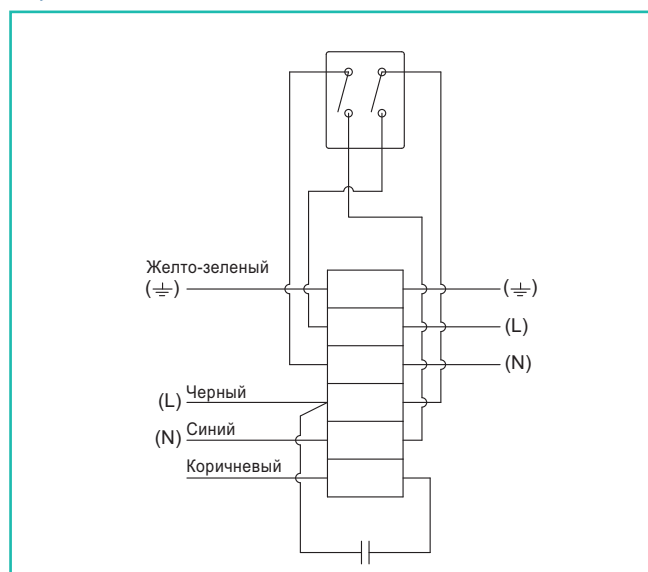 Желто-зеленый
(⏚) (⏚)
(L)
(N)
(L) Черный
(N) Синий
Коричневый